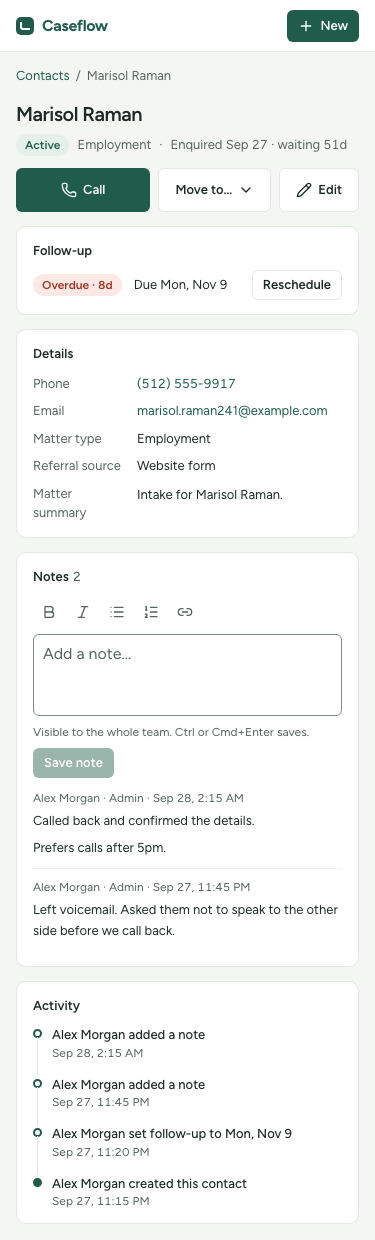 Caseflow
New
Contacts / Marisol Raman
Marisol Raman
Active Employment · Enquired Sep 27 · waiting 51d
Call
Move to...
Edit
Follow-up
Overdue · 8d Due Mon, Nov 9 Reschedule
Details
Phone (512) 555-9917
Email marisol.raman241@example.com
Matter type Employment
Referral source Website form
Matter summary Intake for Marisol Raman.
Notes 2
Add a note...
Visible to the whole team. Ctrl or Cmd+Enter saves.
Save note
Alex Morgan · Admin · Sep 28, 2:15 AM
Called back and confirmed the details.
Prefers calls after 5pm.
Alex Morgan · Admin · Sep 27, 11:45 PM
Left voicemail. Asked them not to speak to the other
side before we call back.
Activity
Alex Morgan added a note
Sep 28, 2:15 AM
Alex Morgan added a note
Sep 27, 11:45 PM
Alex Morgan set follow-up to Mon, Nov 9
Sep 27, 11:20 PM
Alex Morgan created this contact
Sep 27, 11:15 PM